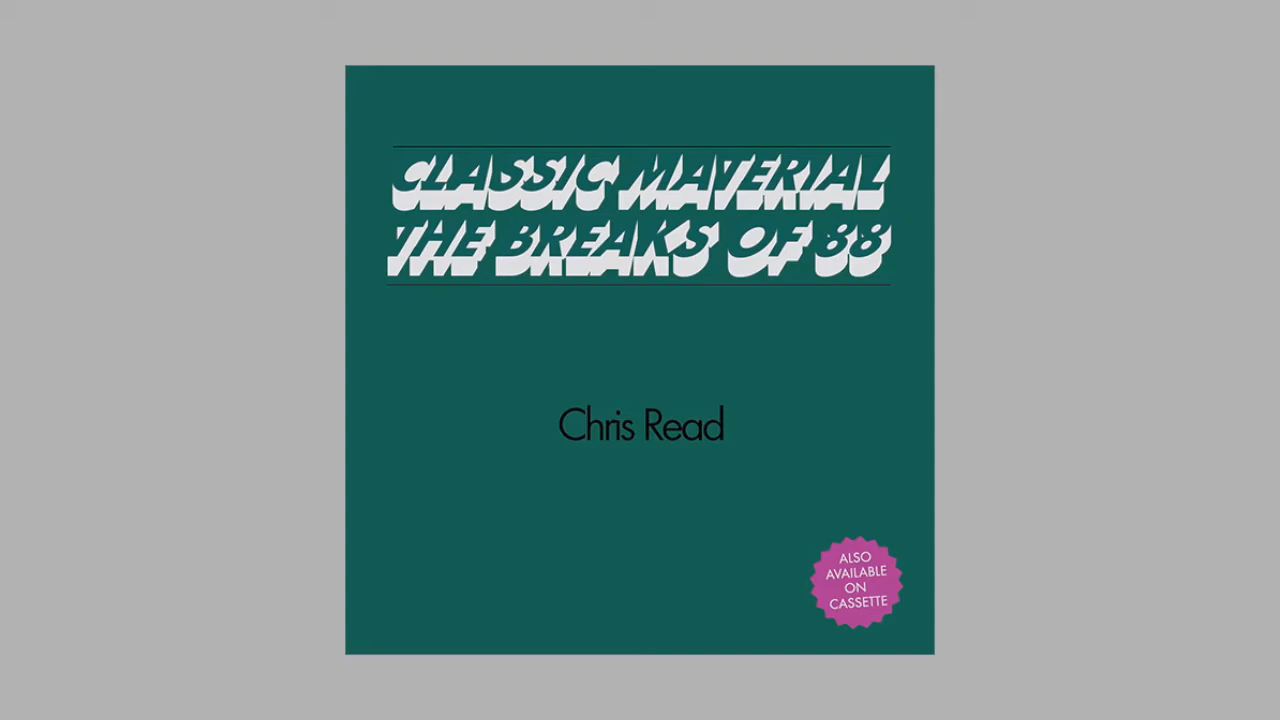 CLASSIC MATERIAL
THE BREAKS OF 88
Chris Read
ALSO
AVAILABLE
ON
CASSETTE